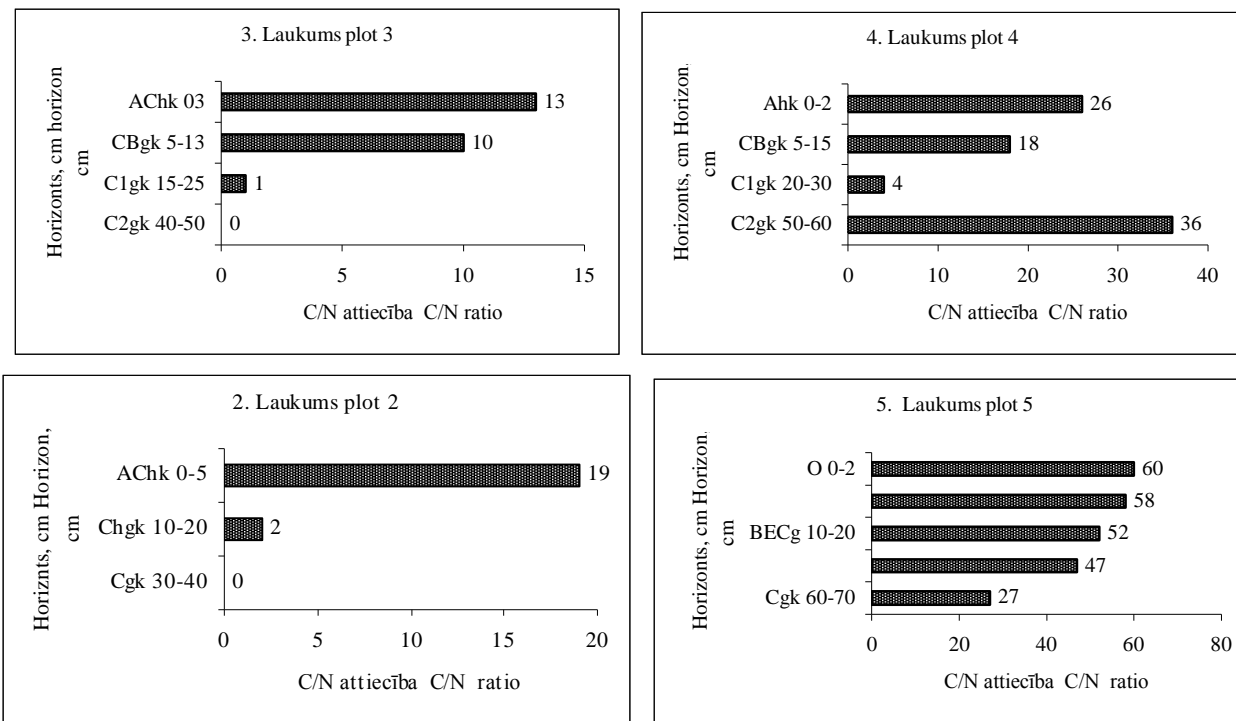 3. Laukums plot 3
Horizonts, cm horizon
cm
AChk 03
13
CBgk 5-13
10
C1gk 15-25
1
C2gk 40-50
0
0 5 10 15
C/N attiecība C/N ratio
4. Laukums plot 4
Horizonts, cm Horizon,
cm
Ahk 0-2
26
CBgk 5-15
18
C1gk 20-30
4
C2gk 50-60
36
0 10 20 30 40
C/N attiecība C/N ratio
2. Laukums plot 2
Horiznts, cm Horizon,
cm
AChk 0-5
19
Chgk 10-20
2
Cgk 30-40
0
0 5 10 15 20
C/N attiecība C/N ratio
5. Laukums plot 5
Horizonts, cm Horizon,
cm
O 0-2
60
58
BECg 10-20
52
47
Cgk 60-70
27
0 20 40 60 80
C/N attiecība C/N ratio